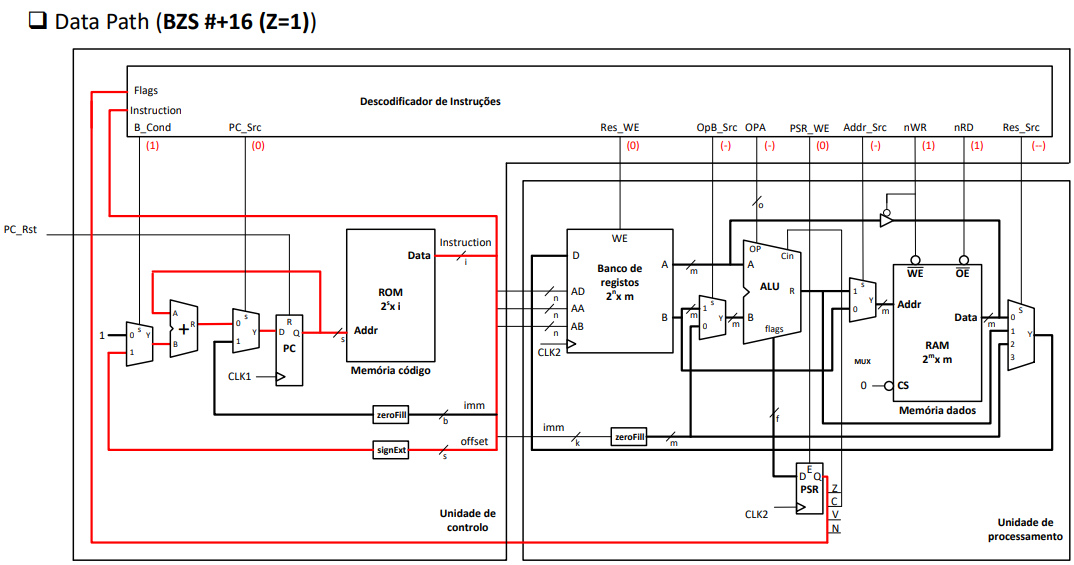 ❑ Data Path (BZS #+16 (Z=1))
Flags
Instruction
Descodificador de Instruções
B_Cond PC_Src Res_WE OpB_Src OPA PSR_WE Addr_Src nWR nRD Res_Src
(1) (0) (0) (-) (-) (0) (-) (1) (1) (--)
PC_Rst
Instruction
i
Data
ROM
2^s x i
Addr
s
Memória código
1
0
1
S
Y
A
B
+
R
0
1
S
Y
R
D Q
PC
CLK1
zeroFill
imm
b
signExt
offset
s
Unidade de
controlo
WE
D
Banco de
registos
2^n x m
A
B
AD
AA
AB
n
n
n
CLK2
m
m
1
0
S
Y
m
o
OP
Cin
A
ALU
R
B
flags
f
1
0
S
Y
m
MUX
WE
OE
Addr
Data
m
RAM
2^m x m
0
CS
Memória dados
S
0
1
2
3
Y
imm
k
zeroFill
m
E
D Q
PSR
CLK2
Z
C
V
N
Unidade de
processamento